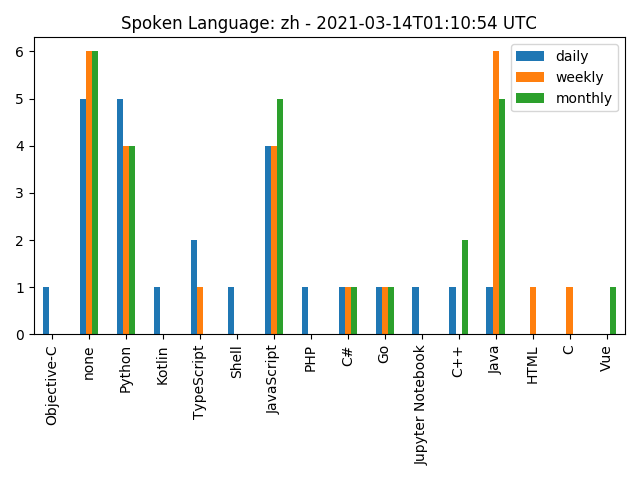 Spoken Language: zh - 2021-03-14T01:10:54 UTC
daily
weekly
monthly
6
5
4
3
2
1
0
Objective-C
none
Python
Kotlin
TypeScript
Shell
JavaScript
PHP
C#
Go
Jupyter Notebook
C++
Java
HTML
C
Vue